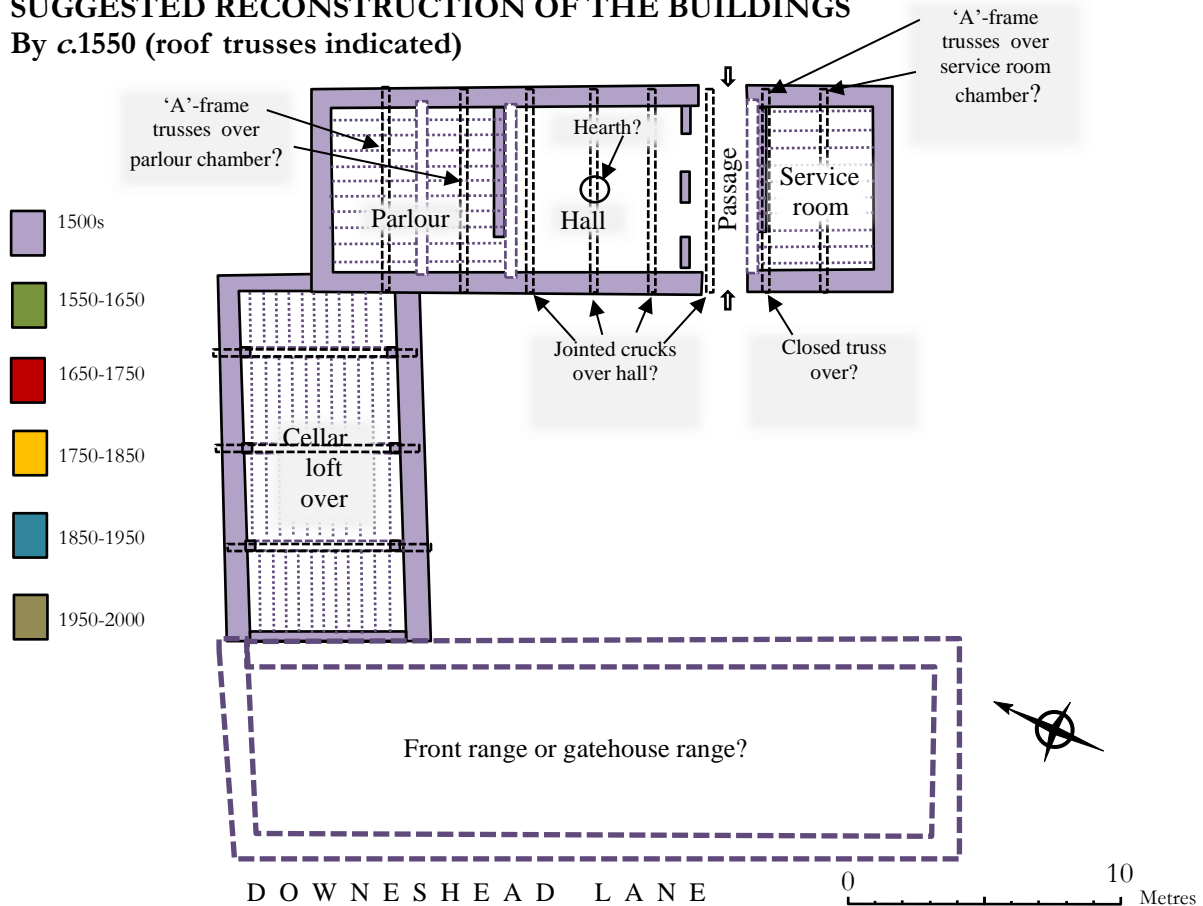 SUGGESTED RECONSTRUCTION OF THE BUILDINGS
By c.1550 (roof trusses indicated)
‘A’-frame
trusses over
service room
chamber?
‘A’-frame
trusses over
parlour chamber?
Hearth?
Parlour
Hall
Passage
Service
room
1500s
1550-1650
1650-1750
1750-1850
1850-1950
1950-2000
Jointed crucks
over hall?
Closed truss
over?
Cellar
loft
over
Front range or gatehouse range?
DOWNESHEAD LANE
0
10
Metres